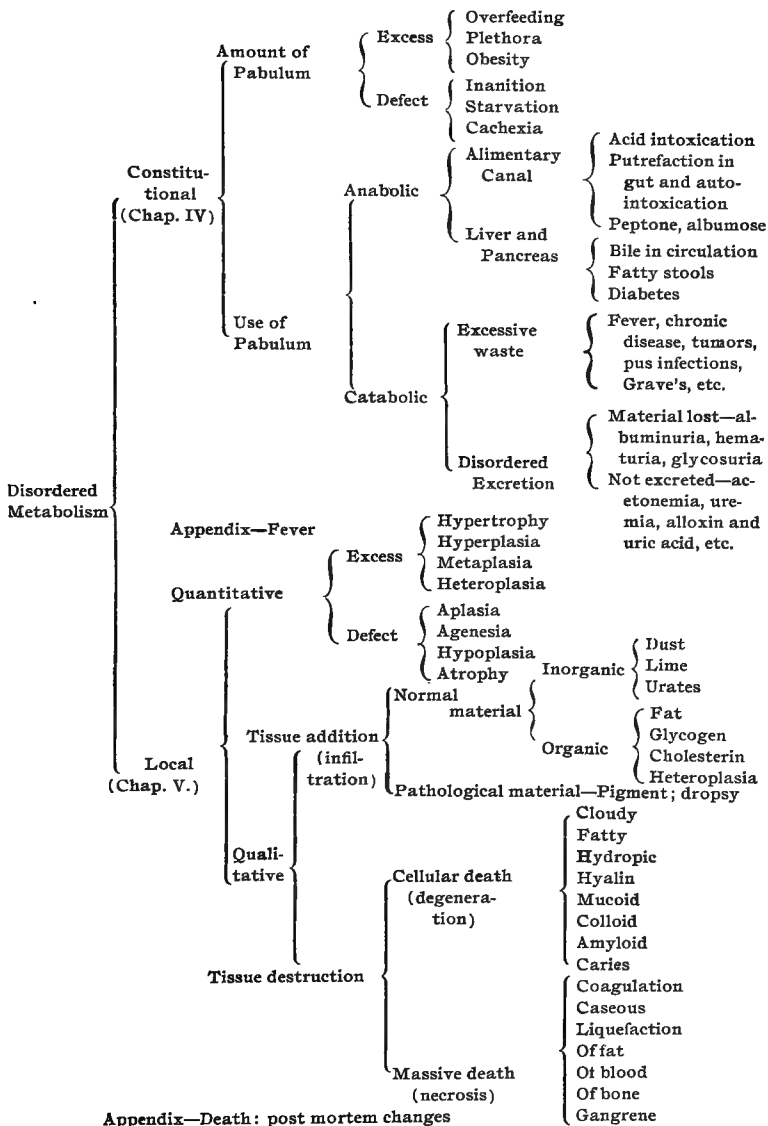 Overfeeding
Excess
Plethora
Amount of
Pabulum
Obesity
Inanition
Defect
Starvation
Cachexia
Alimentary
Canal
Acid intoxication
Putrefaction in
gut and auto-
intoxication
Peptone, albumose
Constitu-
tional
(Chap. IV)
Anabolic
Liver and
Pancreas
Bile in circulation
Fatty stools
Diabetes
Use of
Pabulum
Excessive
waste
Fever, chronic
disease, tumors,
pus infections,
Grave's, etc.
Catabolic
Disordered
Excretion
Material lost—al-
buminuria, hema-
turia, glycosuria
Not excreted—ac-
etonemia, ure-
mia, alloxin and
uric acid, etc.
Disordered
Metabolism
Appendix—Fever
Quantitative
Excess
Hypertrophy
Hyperplasia
Metaplasia
Heteroplasia
Defect
Aplasia
Agenesia
Hypoplasia
Atrophy
Local
(Chap. V.)
Tissue addition
(infil-
tration)
Normal
material
Inorganic
Dust
Lime
Urates
Organic
Fat
Glycogen
Cholesterin
Heteroplasia
Pathological material—Pigment; dropsy
Quali-
tative
Cellular death
(degenera-
tion)
Cloudy
Fatty
Hydropic
Hyalin
Mucoid
Colloid
Amyloid
Caries
Tissue destruction
Massive death
(necrosis)
Coagulation
Caseous
Liquefaction
Of fat
Of blood
Of bone
Gangrene
Appendix—Death: post mortem changes